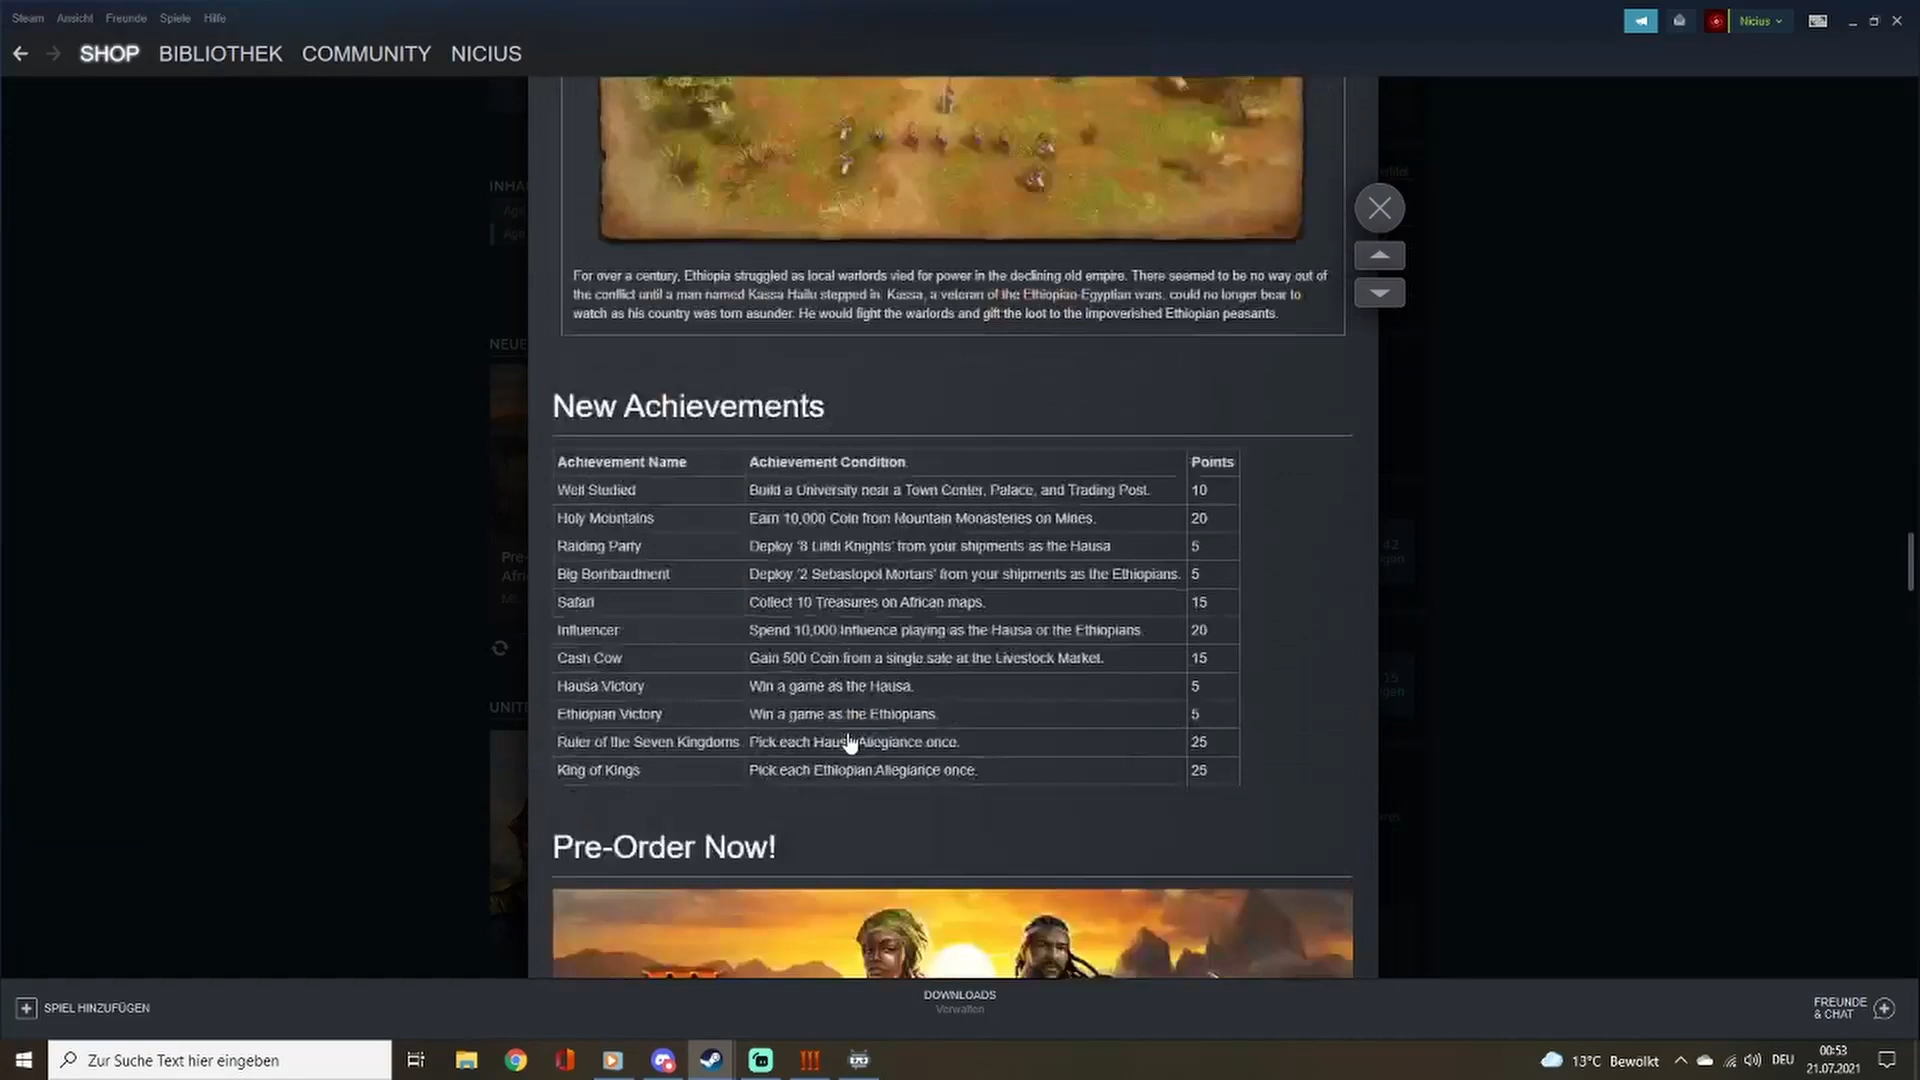 Steam Ansicht Freunde Spiele Hilfe
Nicius
SHOP BIBLIOTHEK COMMUNITY NICIUS
INHA
Age
Age
For over a century, Ethiopia struggled as local warlords vied for power in the declining old empire. There seemed to be no way out of
the conflict until a man named Kassa Hailu stepped in. Kassa, a veteran of the Ethiopian-Egyptian wars, could no longer bear to
watch as his country was torn asunder. He would fight the warlords and gift the loot to the impoverished Ethiopian peasants.
NEUE
New Achievements
Achievement Name Achievement Condition Points
Well Studied Build a University near a Town Center, Palace, and Trading Post. 10
Holy Mountains Earn 10,000 Coin from Mountain Monasteries on Mines. 20
Raiding Party Deploy '8 Lifidi Knights' from your shipments as the Hausa 5
Big Bombardment Deploy '2 Sebastopol Mortars' from your shipments as the Ethiopians. 5
Safari Collect 10 Treasures on African maps. 15
Influencer Spend 10,000 Influence playing as the Hausa or the Ethiopians. 20
Cash Cow Gain 500 Coin from a single sale at the Livestock Market. 15
Hausa Victory Win a game as the Hausa. 5
Ethiopian Victory Win a game as the Ethiopians. 5
Ruler of the Seven Kingdoms Pick each Hausa Allegiance once. 25
King of Kings Pick each Ethiopian Allegiance once. 25
Pre-
Afri
42
gen
15
gen
UNTE
Pre-Order Now!
SPIEL HINZUFÜGEN
DOWNLOADS
Verwalten
FREUNDE
& CHAT
Zur Suche Text hier eingeben
13°C Bewölkt
DEU
00:53
21.07.2021